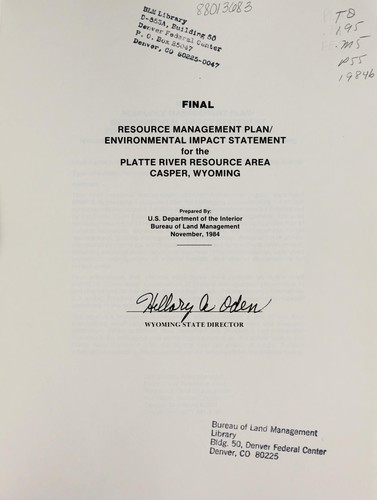 88013683
BLM Library
D-553A, Building 50
Denver Federal Center
P. O. Box 25047
Denver, CO 80225-0047
TD
195
.M5
P55
1984b
FINAL
RESOURCE MANAGEMENT PLAN/
ENVIRONMENTAL IMPACT STATEMENT
for the
PLATTE RIVER RESOURCE AREA
CASPER, WYOMING
Prepared By:
U.S. Department of the Interior
Bureau of Land Management
November, 1984
Hillary A. Oden
WYOMING STATE DIRECTOR
Bureau of Land Management
Library
Bldg. 50, Denver Federal Center
Denver, CO 80225